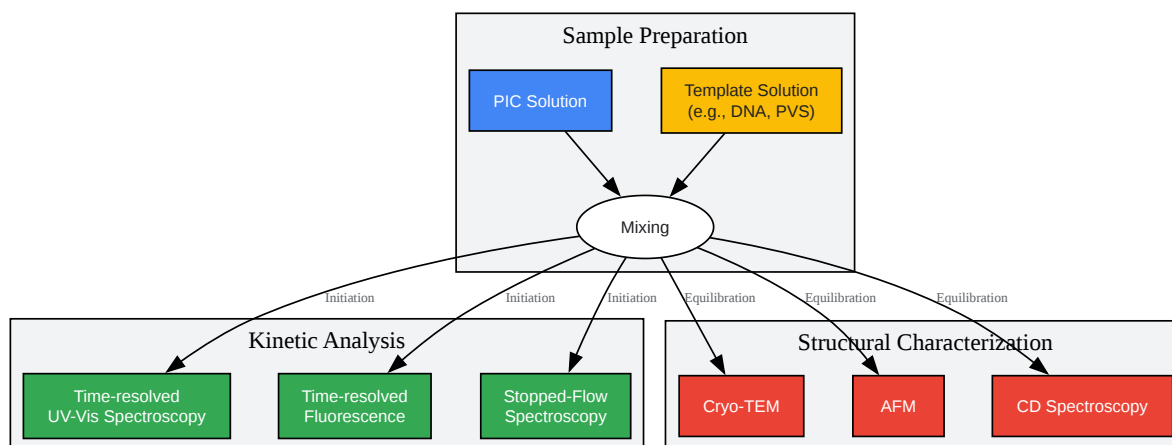 Sample Preparation
PIC Solution
Template Solution
(e.g., DNA, PVS)
Mixing
Initiation
Initiation
Initiation
Equilibration
Equilibration
Equilibration
Kinetic Analysis
Structural Characterization
Time-resolved
UV-Vis Spectroscopy
Time-resolved
Fluorescence
Stopped-Flow
Spectroscopy
Cryo-TEM
AFM
CD Spectroscopy